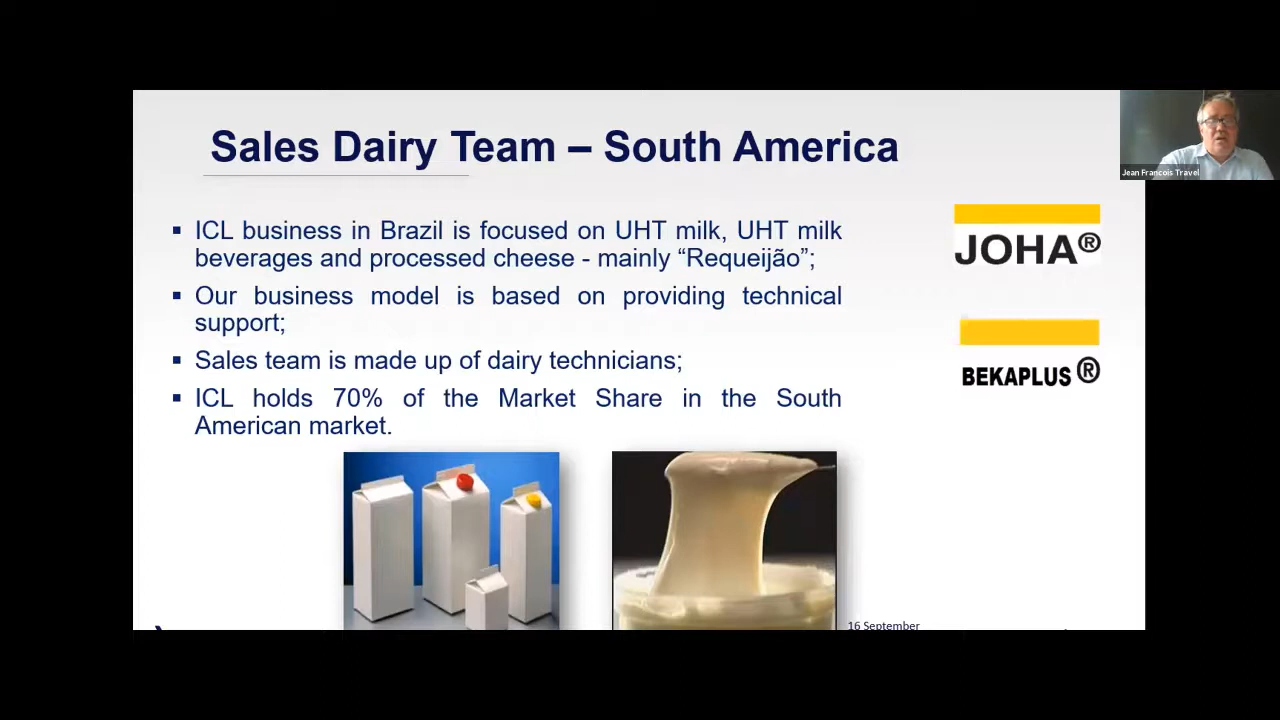 Sales Dairy Team – South America
Jean Francois Travel
▪ ICL business in Brazil is focused on UHT milk, UHT milk
beverages and processed cheese - mainly “Requeijão”;
▪ Our business model is based on providing technical
support;
▪ Sales team is made up of dairy technicians;
▪ ICL holds 70% of the Market Share in the South
American market.
JOHA®
BEKAPLUS®
16 September